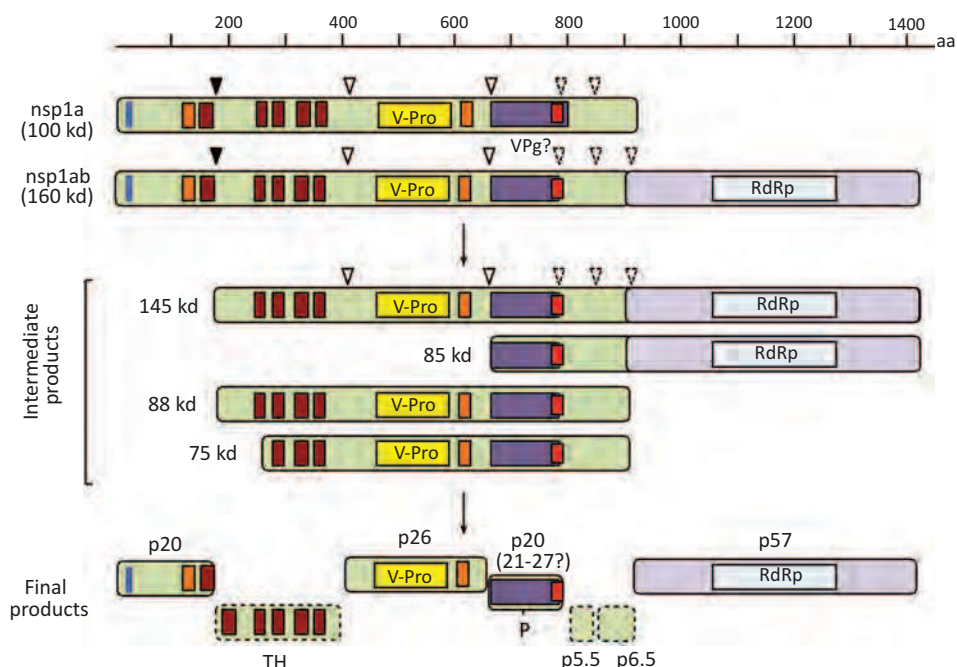 200 400 600 800 1000 1200 1400
aa
nsp1a
(100 kd)
V-Pro
VPg?
nsp1ab
(160 kd)
V-Pro RdRp
Intermediate
products
145 kd V-Pro RdRp
85 kd RdRp
88 kd V-Pro
75 kd V-Pro
Final
products
p20 p26 p20 p57
(21-27?)
V-Pro RdRp
P
TH p5.5 p6.5